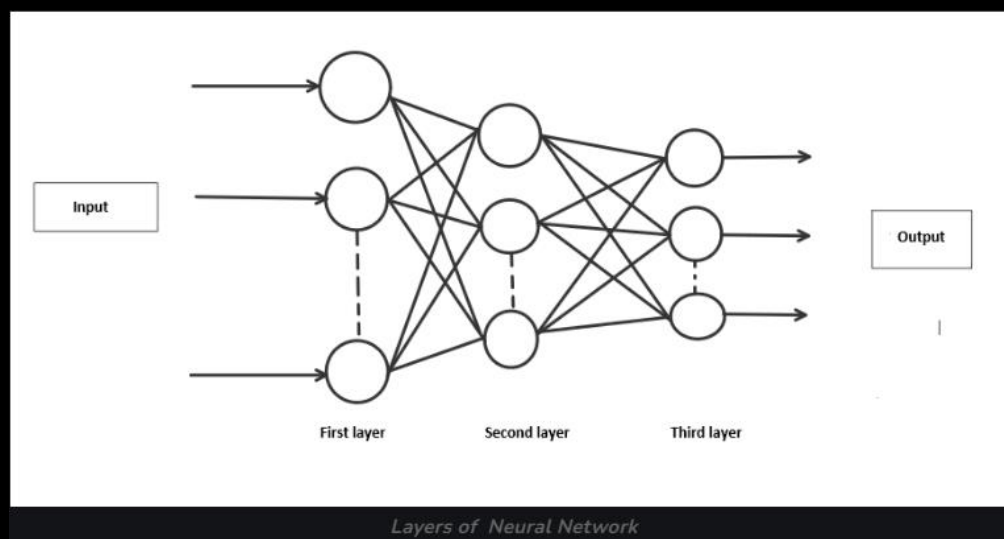 Input
Output
First layer
Second layer
Third layer
Layers of Neural Network